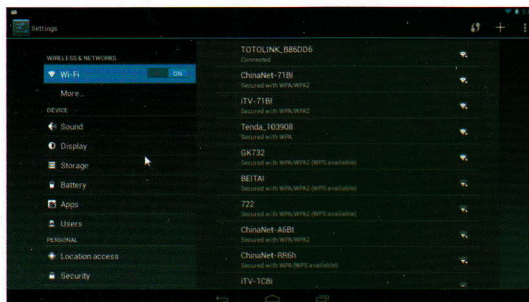 Settings
WIRELESS & NETWORKS
Wi-Fi
ON
More...
DEVICE
Sound
Display
Storage
Battery
Apps
Users
PERSONAL
Location access
Security
TOTOLINK_B86DD6
Connected
ChinaNet-71BI
Secured with WPA/WPA2
iTV-71BI
Secured with WPA/WPA2
Tenda_103908
Secured with WPA
GK732
Secured with WPA/WPA2 (WPS available)
BEITAI
Secured with WPA/WPA2 (WPS available)
722
Secured with WPA/WPA2 (WPS available)
ChinaNet-A6Bt
Secured with WPA/WPA2
ChinaNet-RR6h
Secured with WPA (WPS available)
iTV-1C8i